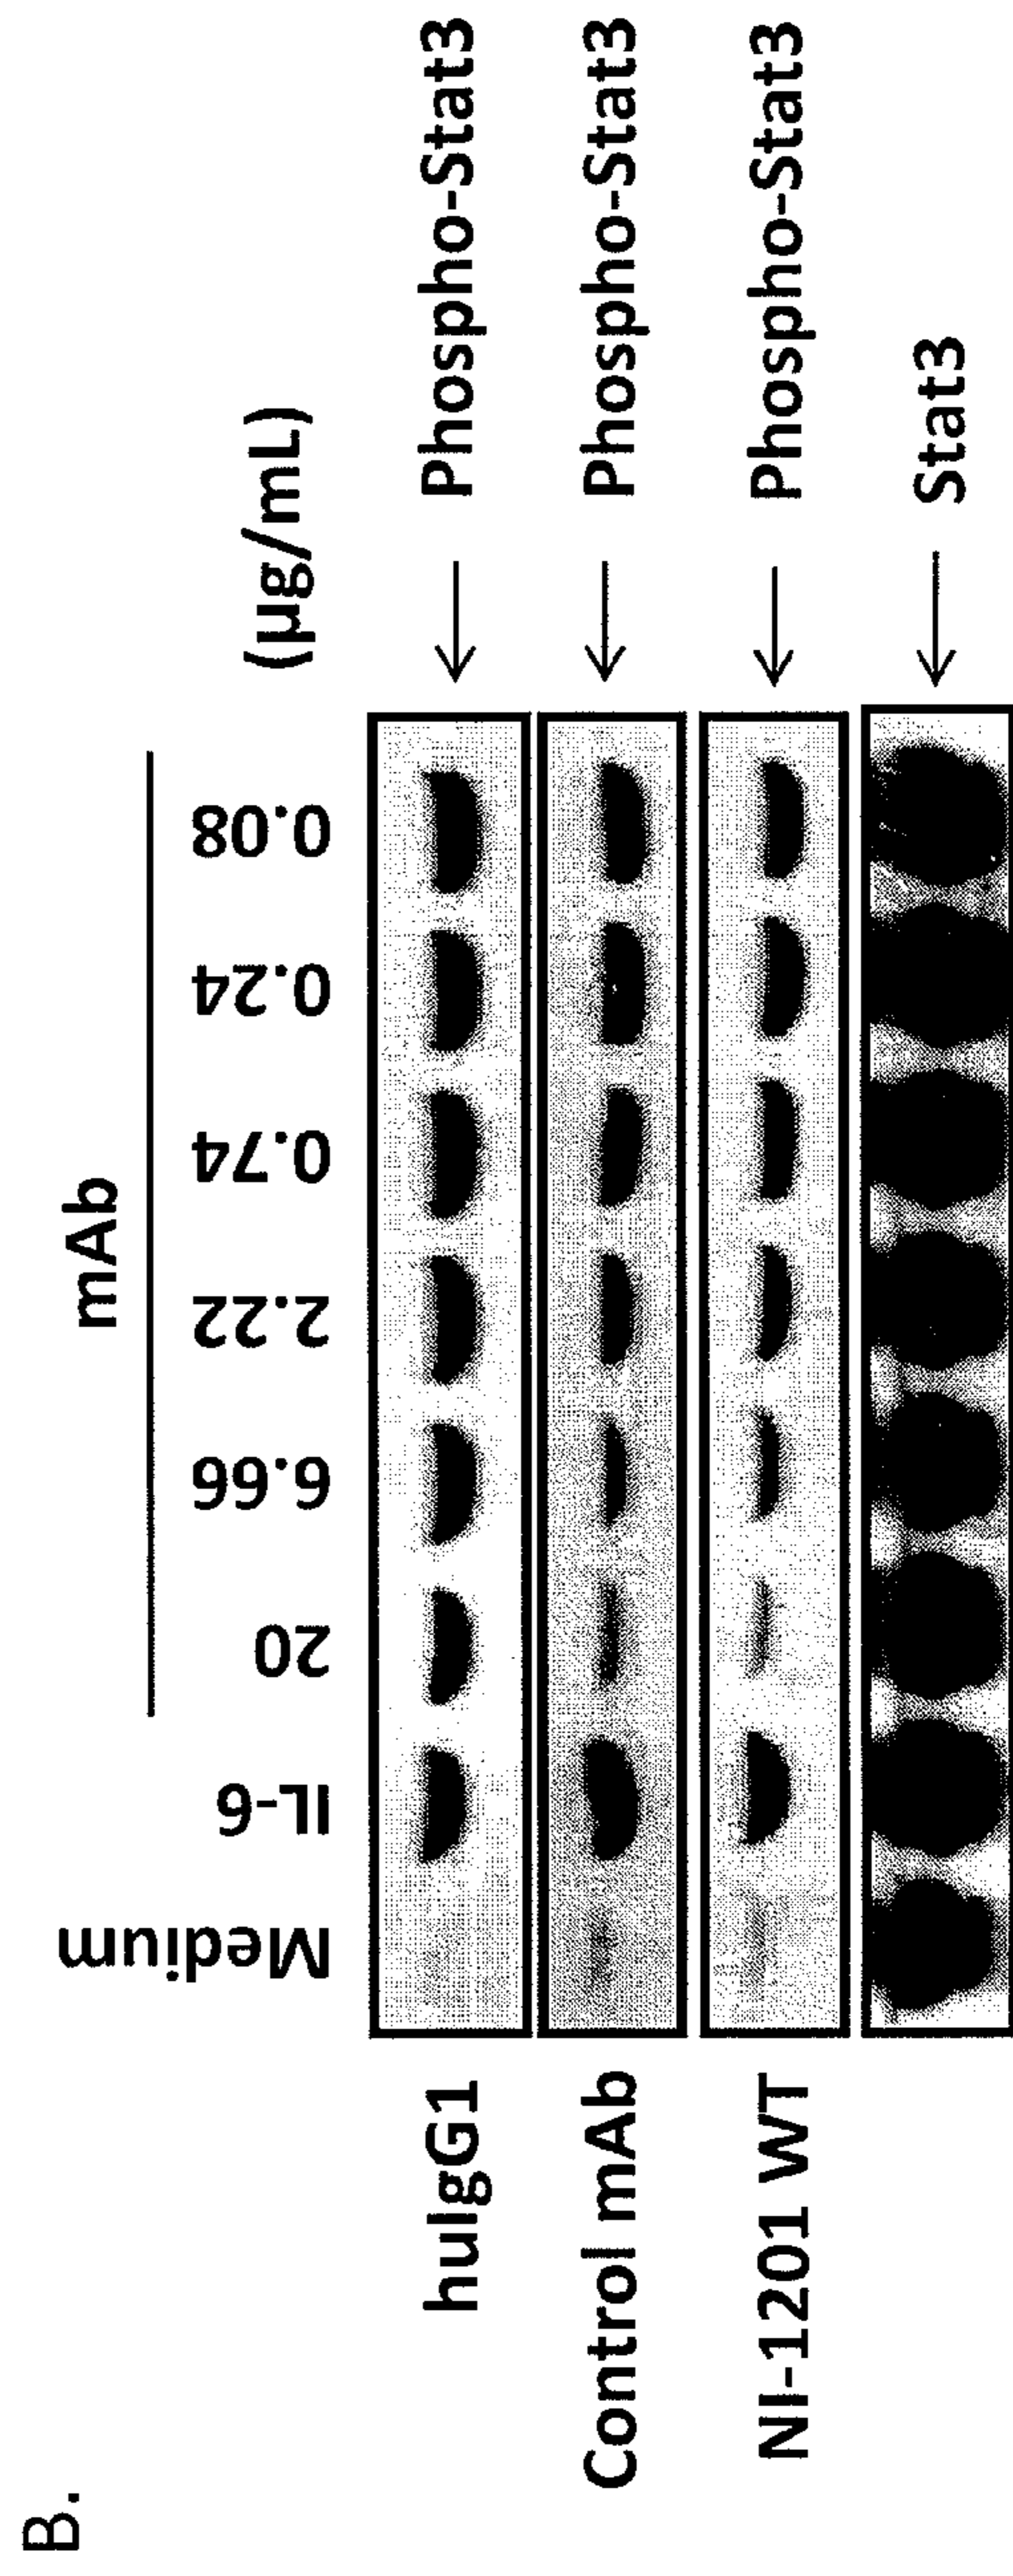 B.
mAb
Medium IL-6 20 6.66 2.22 0.74 0.24 0.08 (µg/mL)
huIgG1 Phospho-Stat3
Control mAb Phospho-Stat3
NI-1201 WT Phospho-Stat3
Stat3